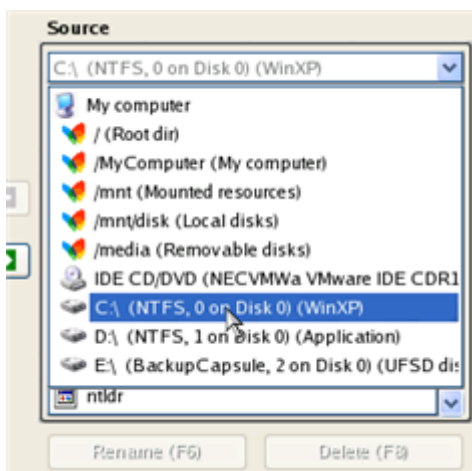 Source
C:\ (NTFS, 0 on Disk 0) (WinXP)
My computer
/ (Root dir)
/MyComputer (My computer)
/mnt (Mounted resources)
/mnt/disk (Local disks)
/media (Removable disks)
IDE CD/DVD (NECVMWa VMware IDE CDR1
C:\ (NTFS, 0 on Disk 0) (WinXP)
D:\ (NTFS, 1 on Disk 0) (Application)
E:\ (BackupCapsule, 2 on Disk 0) (UFSD dis
ntldr
Rename (F6) Delete (F8)